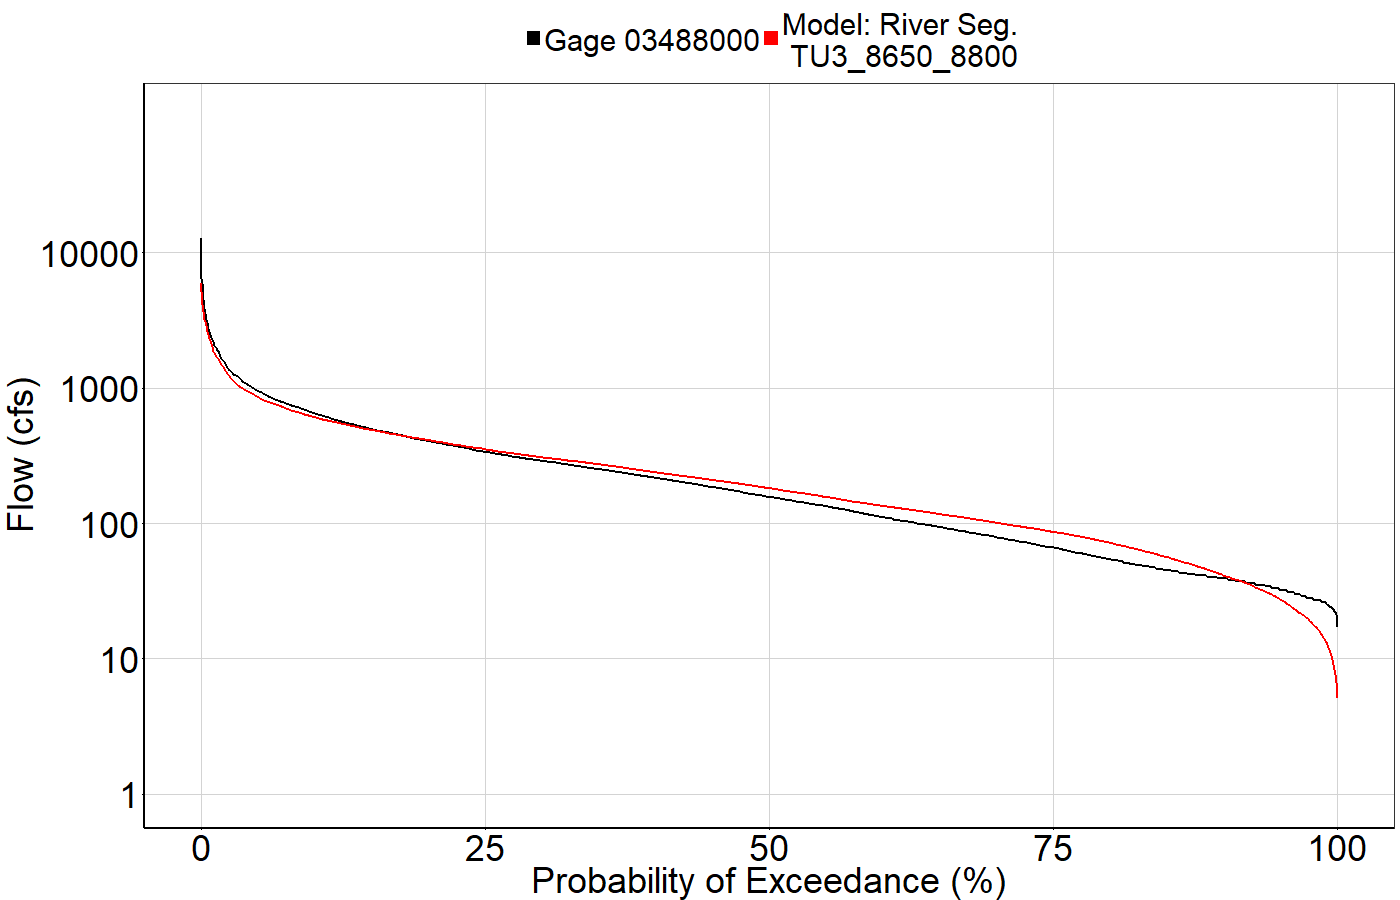 Gage 03488000
Model: River Seg.
TU3_8650_8800
Flow (cfs)
10000
1000
100
10
1
0 25 50 75 100
Probability of Exceedance (%)